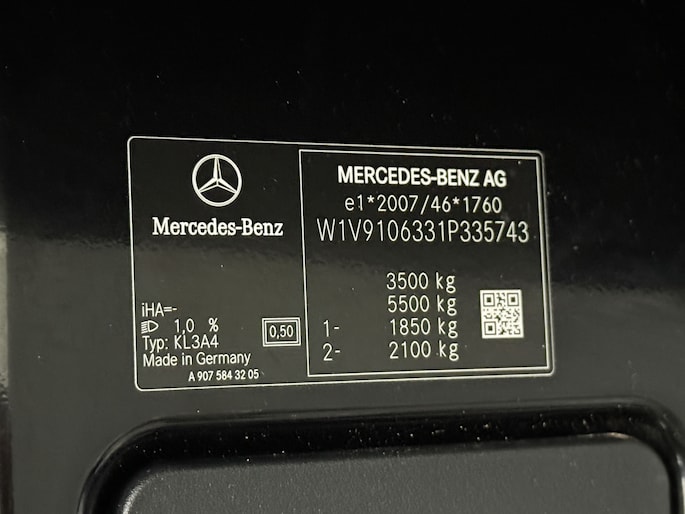 Mercedes-Benz
iHA=-
1,0 %
0,50
Typ: KL3A4
Made in Germany
A 907 584 32 05
MERCEDES-BENZ AG
e1*2007/46*1760
W1V9106331P335743
3500 kg
5500 kg
1- 1850 kg
2- 2100 kg